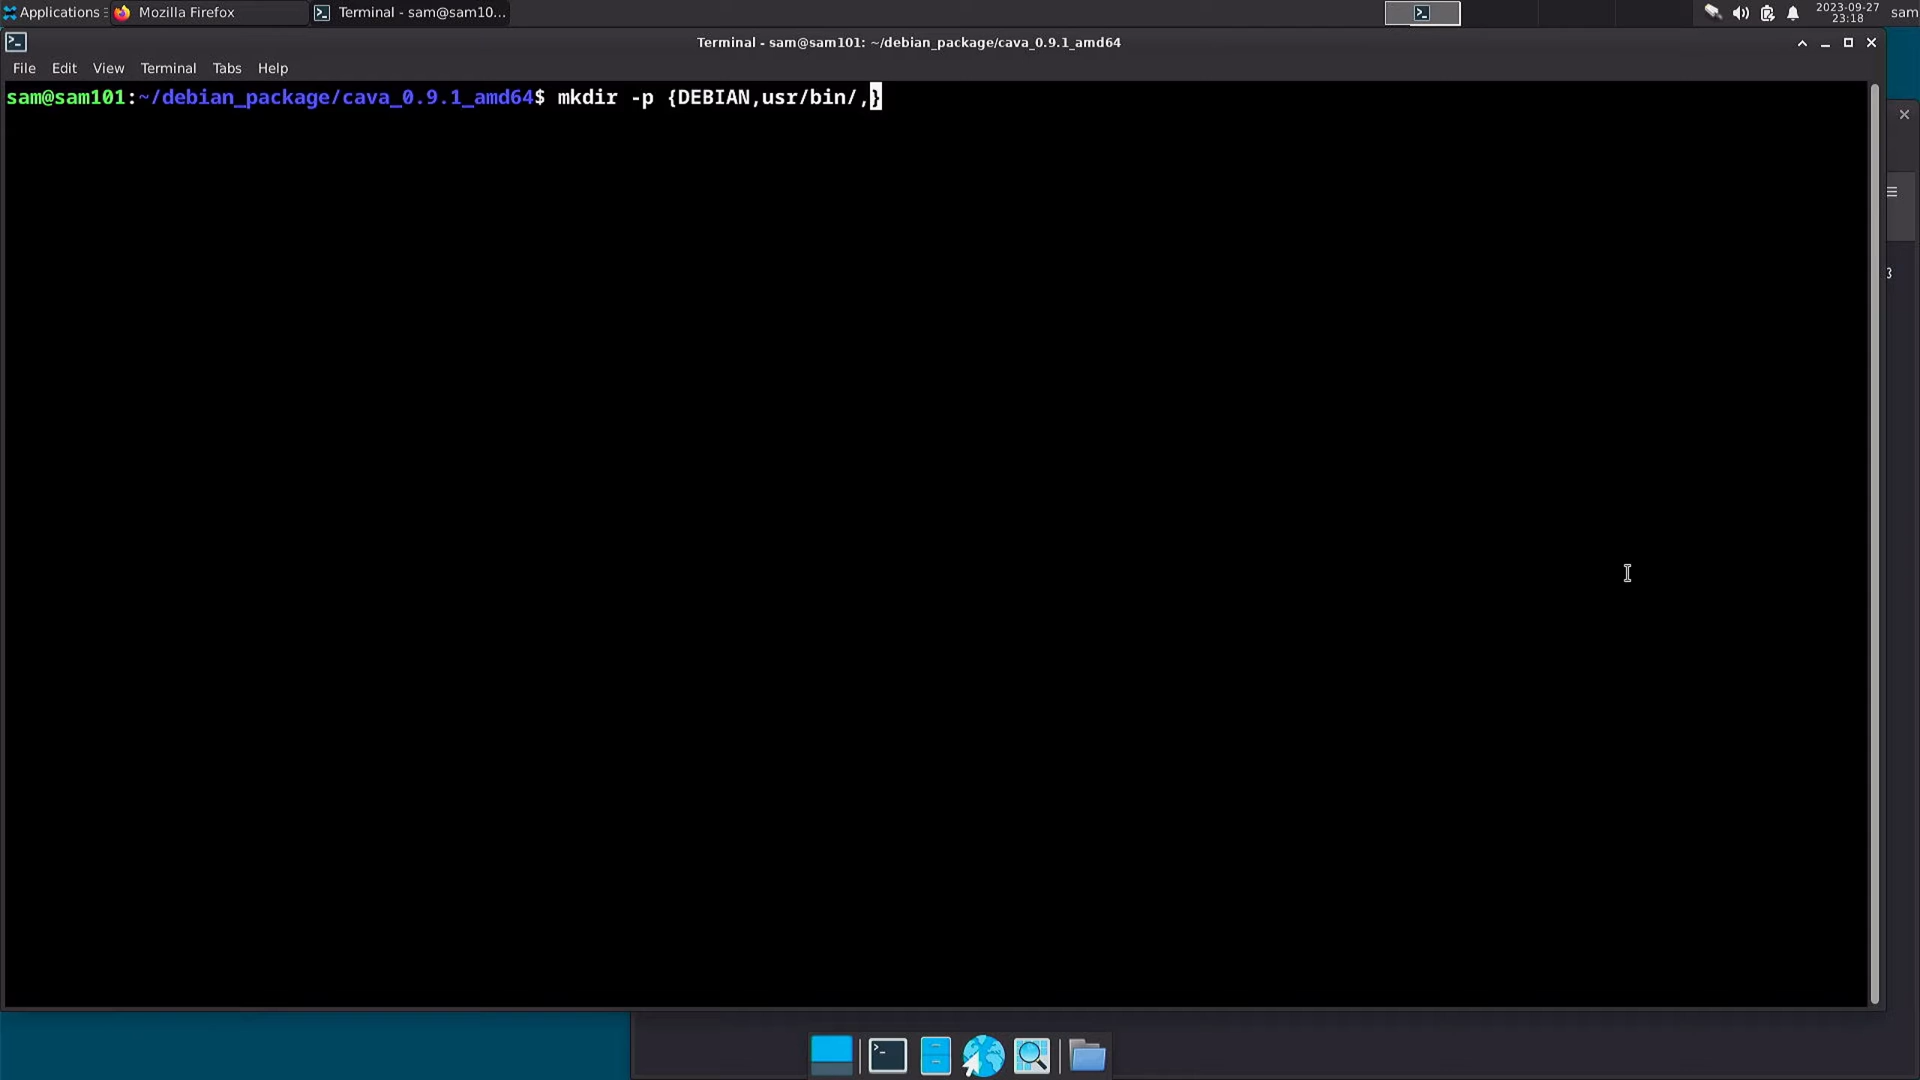 Applications Mozilla Firefox Terminal - sam@sam10... 2023-09-27 sam
23:18
Terminal - sam@sam101: ~/debian_package/cava_0.9.1_amd64
File Edit View Terminal Tabs Help
sam@sam101:~/debian_package/cava_0.9.1_amd64$ mkdir -p {DEBIAN,usr/bin/,}
3